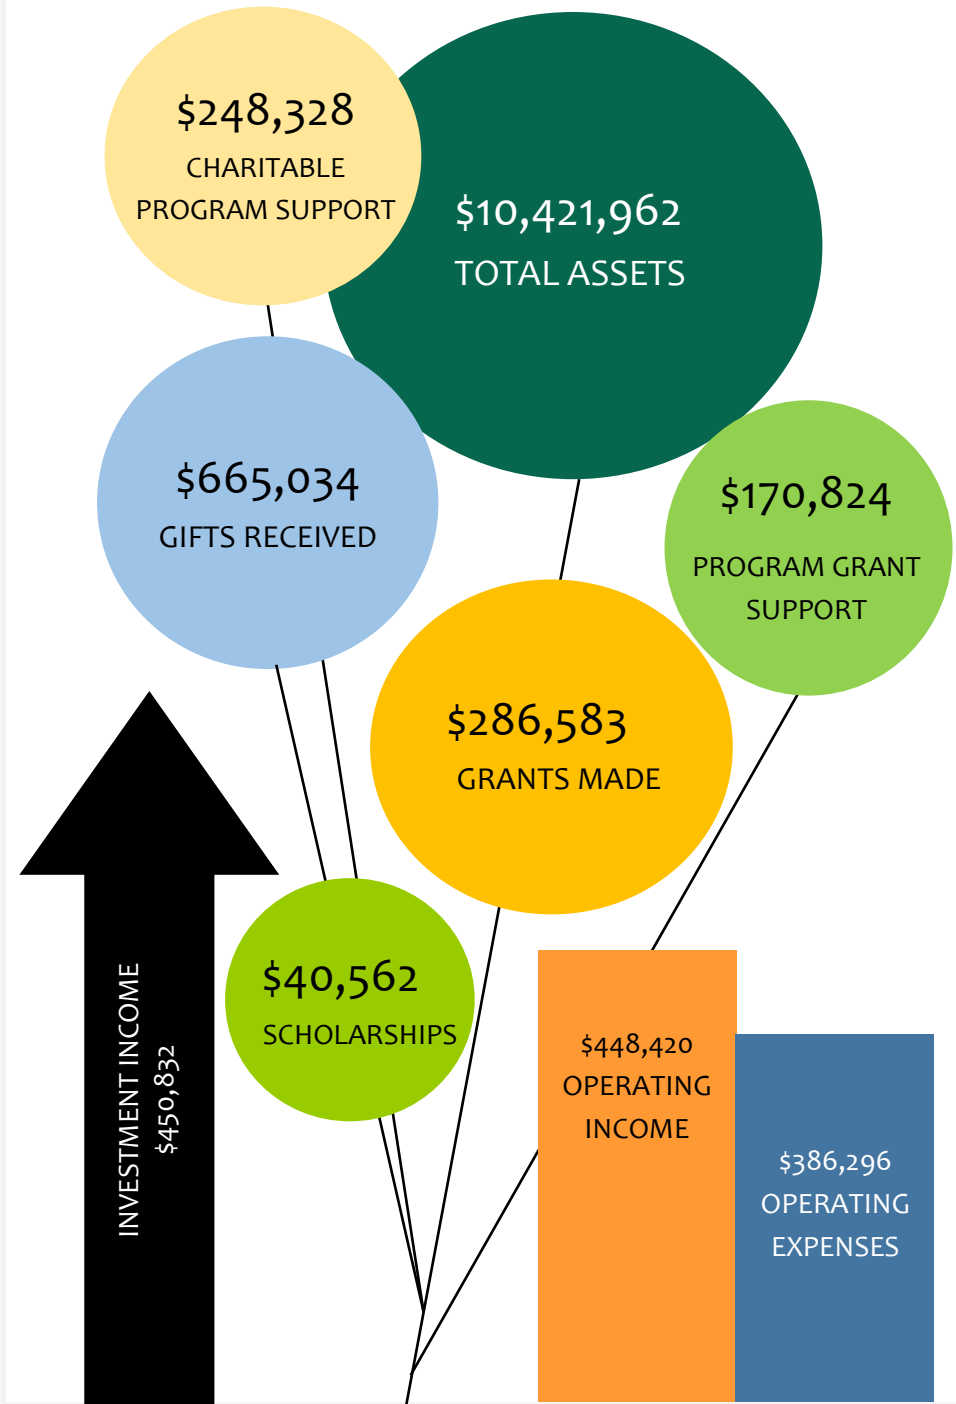 $248,328
CHARITABLE
PROGRAM SUPPORT
$10,421,962
TOTAL ASSETS
$665,034
GIFTS RECEIVED
$170,824
PROGRAM GRANT
SUPPORT
$286,583
GRANTS MADE
$40,562
SCHOLARSHIPS
INVESTMENT INCOME
$450,832
$448,420
OPERATING
INCOME
$386,296
OPERATING
EXPENSES